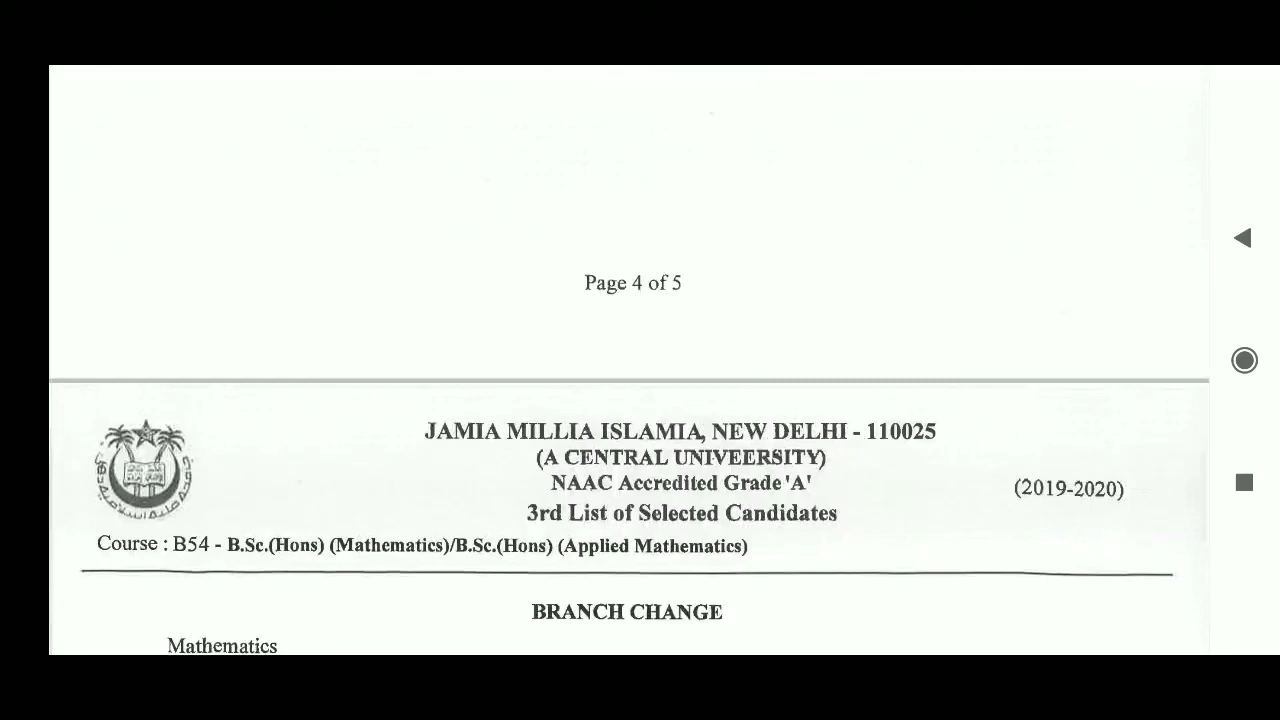 Page 4 of 5
JAMIA MILLIA ISLAMIA, NEW DELHI - 110025
(A CENTRAL UNIVEERSITY)
NAAC Accredited Grade 'A'
(2019-2020)
3rd List of Selected Candidates
Course : B54 - B.Sc.(Hons) (Mathematics)/B.Sc.(Hons) (Applied Mathematics)
BRANCH CHANGE
Mathematics